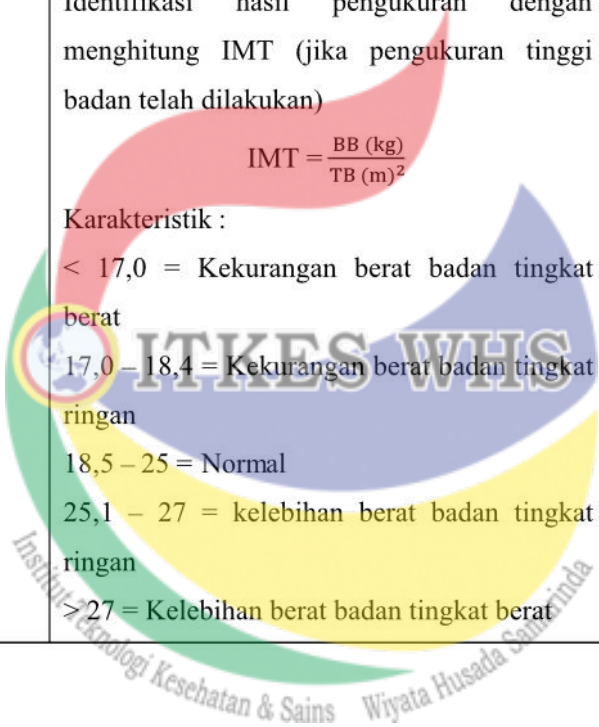 Identifikasi hasil pengukuran dengan
menghitung IMT (jika pengukuran tinggi
badan telah dilakukan)
IMT = BB (kg) / TB (m)²
Karakteristik :
< 17,0 = Kekurangan berat badan tingkat
berat
ITKES WHS
17,0 – 18,4 = Kekurangan berat badan tingkat
ringan
18,5 – 25 = Normal
25,1 – 27 = kelebihan berat badan tingkat
ringan
> 27 = Kelebihan berat badan tingkat berat
Institut Teknologi Kesehatan & Sains Wiyata Husada Samarinda